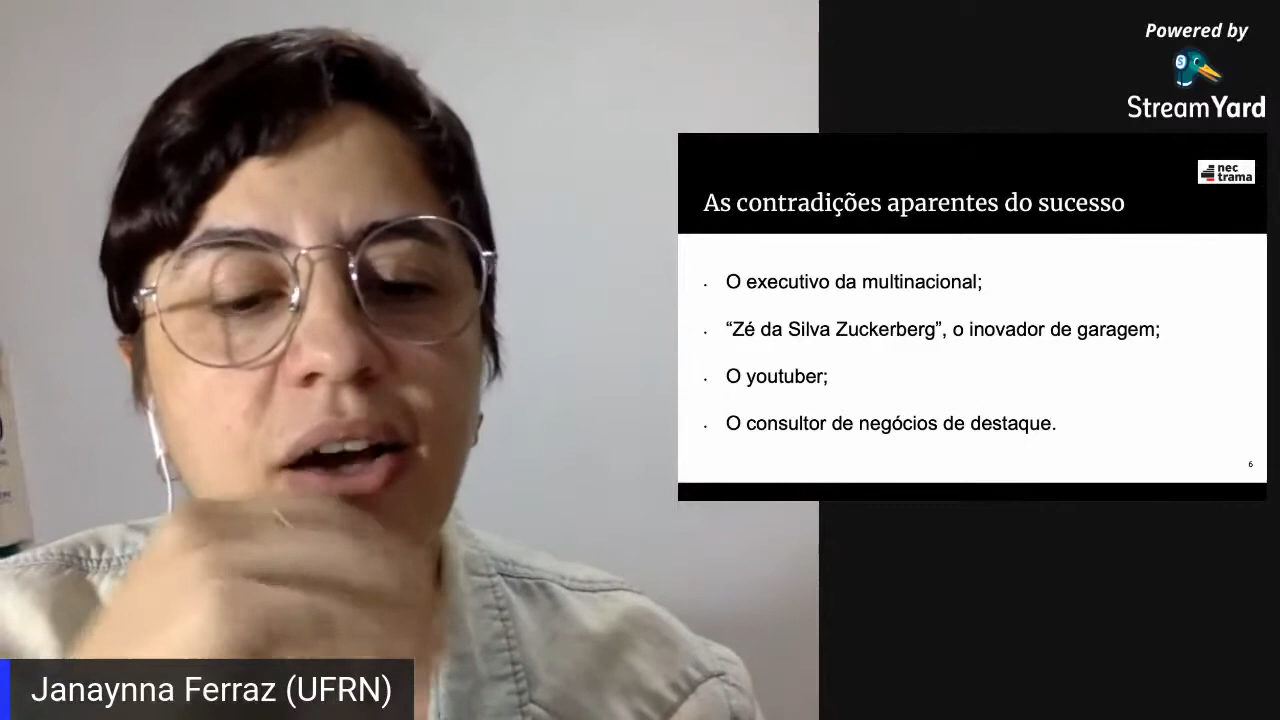 Powered by
StreamYard
nec
trama
As contradições aparentes do sucesso
O executivo da multinacional;
“Zé da Silva Zuckerberg”, o inovador de garagem;
O youtuber;
O consultor de negócios de destaque.
6
Janaynna Ferraz (UFRN)